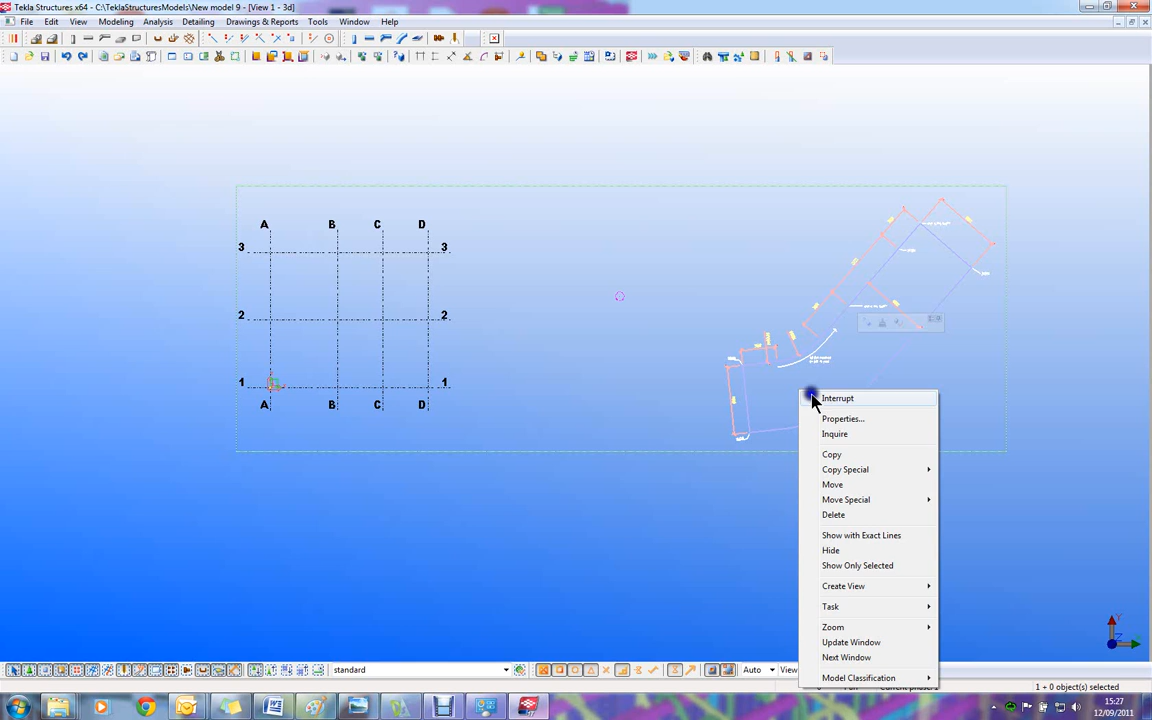 Tekla Structures x64 - C:\TeklaStructuresModels\New model 9 - [View 1 - 3d]
File Edit View Modeling Analysis Detailing Drawings & Reports Tools Window Help
A B C D
3 3
2 2
1 1
A B C D
Interrupt
Properties...
Inquire
Copy
Copy Special
Move
Move Special
Delete
Show with Exact Lines
Hide
Show Only Selected
Create View
Task
Zoom
Update Window
Next Window
Model Classification
standard
Auto
View
1 + 0 object(s) selected
Y
X
Z
15:27
12/09/2011